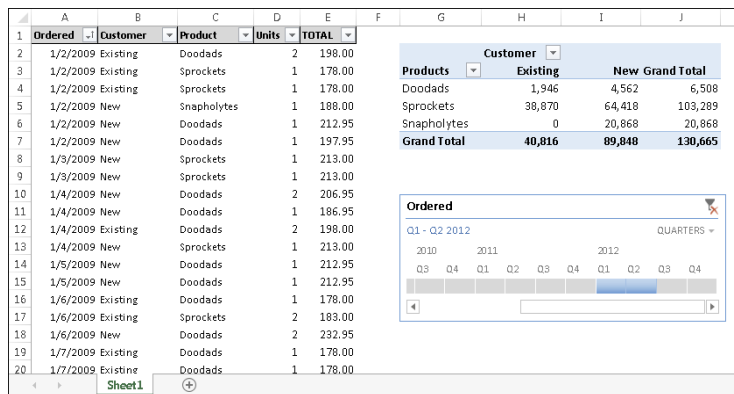 A B C D E F G H I J
1 Ordered Customer Product Units TOTAL
2 1/2/2009 Existing Doodads 2 198.00 Customer
3 1/2/2009 Existing Sprockets 1 178.00 Products Existing New Grand Total
4 1/2/2009 Existing Sprockets 1 178.00 Doodads 1,946 4,562 6,508
5 1/2/2009 New Snapholytes 1 188.00 Sprockets 38,870 64,418 103,289
6 1/2/2009 New Doodads 1 212.95 Snapholytes 0 20,868 20,868
7 1/2/2009 New Doodads 1 197.95 Grand Total 40,816 89,848 130,665
8 1/3/2009 New Sprockets 1 213.00
9 1/3/2009 New Sprockets 1 213.00
10 1/4/2009 New Doodads 2 206.95
11 1/4/2009 New Doodads 1 186.95 Ordered
12 1/4/2009 Existing Doodads 2 198.00 Q1 - Q2 2012 QUARTERS
13 1/4/2009 New Sprockets 1 213.00 2010 2011 2012
14 1/5/2009 New Doodads 1 212.95 Q3 Q4 Q1 Q2 Q3 Q4 Q1 Q2 Q3 Q4
15 1/5/2009 New Doodads 1 212.95
16 1/6/2009 Existing Doodads 1 178.00
17 1/6/2009 Existing Sprockets 2 183.00
18 1/6/2009 New Doodads 2 232.95
19 1/7/2009 Existing Doodads 1 178.00
20 1/7/2009 Existing Doodads 1 178.00
Sheet1